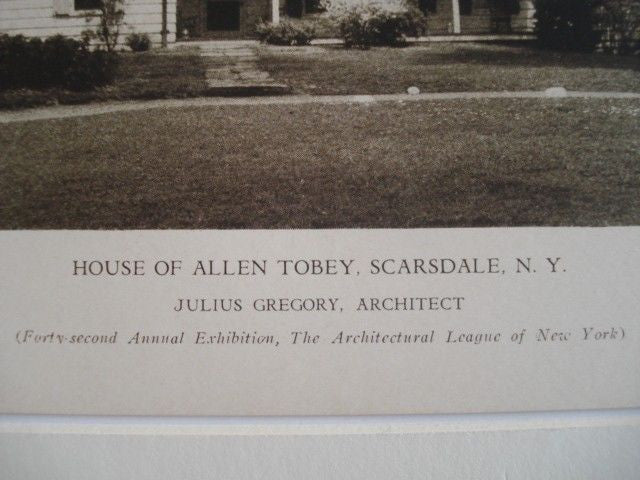 HOUSE OF ALLEN TOBEY, SCARSDALE, N. Y.
JULIUS GREGORY, ARCHITECT
(Forty-second Annual Exhibition, The Architectural League of New York)